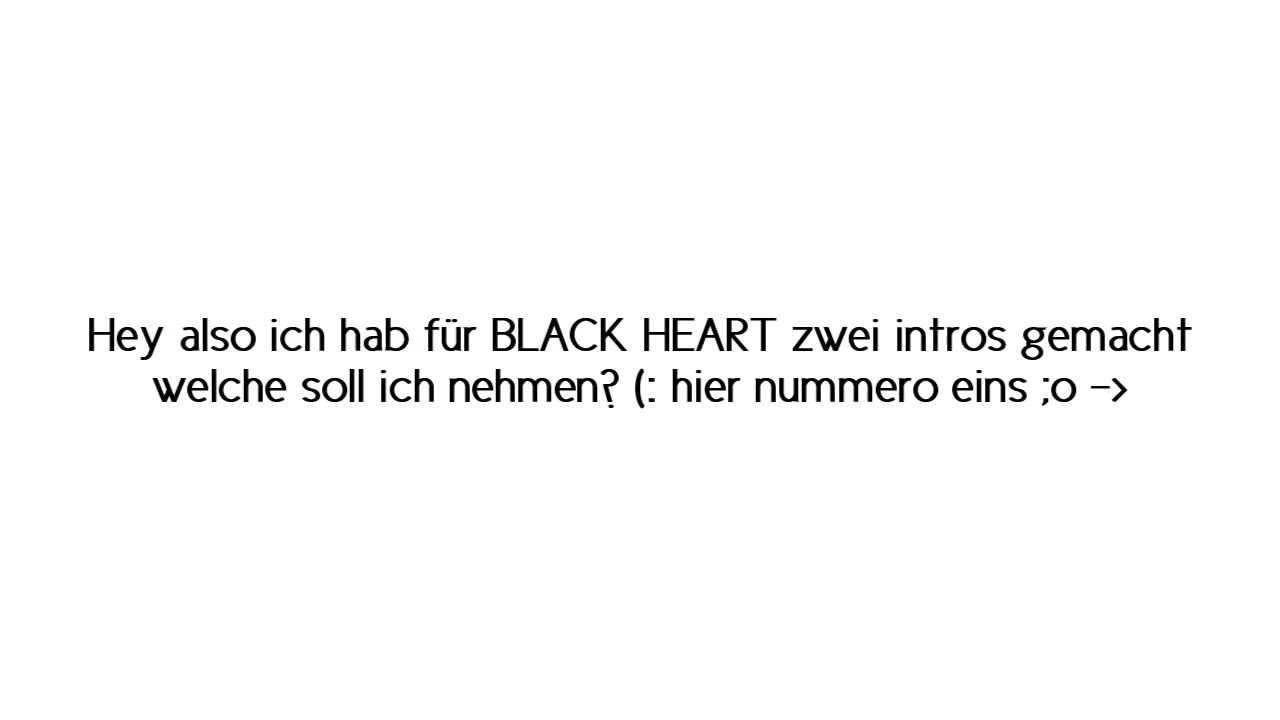 Hey also ich hab für BLACK HEART zwei intros gemacht
welche soll ich nehmen? (: hier nummero eins ;o ->